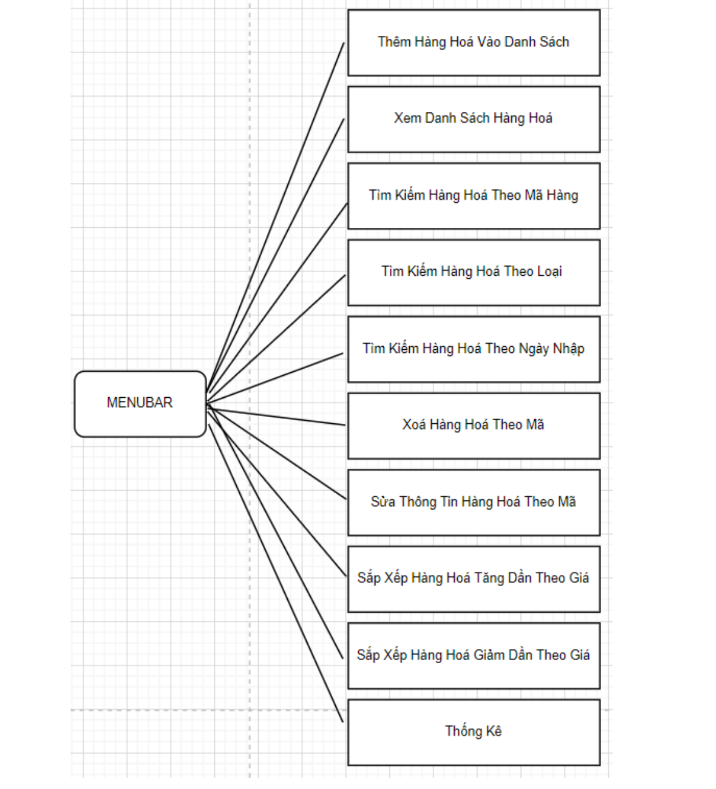 Thêm Hàng Hoá Vào Danh Sách
Xem Danh Sách Hàng Hoá
Tìm Kiếm Hàng Hoá Theo Mã Hàng
Tìm Kiếm Hàng Hoá Theo Loại
Tìm Kiếm Hàng Hoá Theo Ngày Nhập
MENUBAR
Xoá Hàng Hoá Theo Mã
Sửa Thông Tin Hàng Hoá Theo Mã
Sắp Xếp Hàng Hoá Tăng Dần Theo Giá
Sắp Xếp Hàng Hoá Giảm Dần Theo Giá
Thống Kê